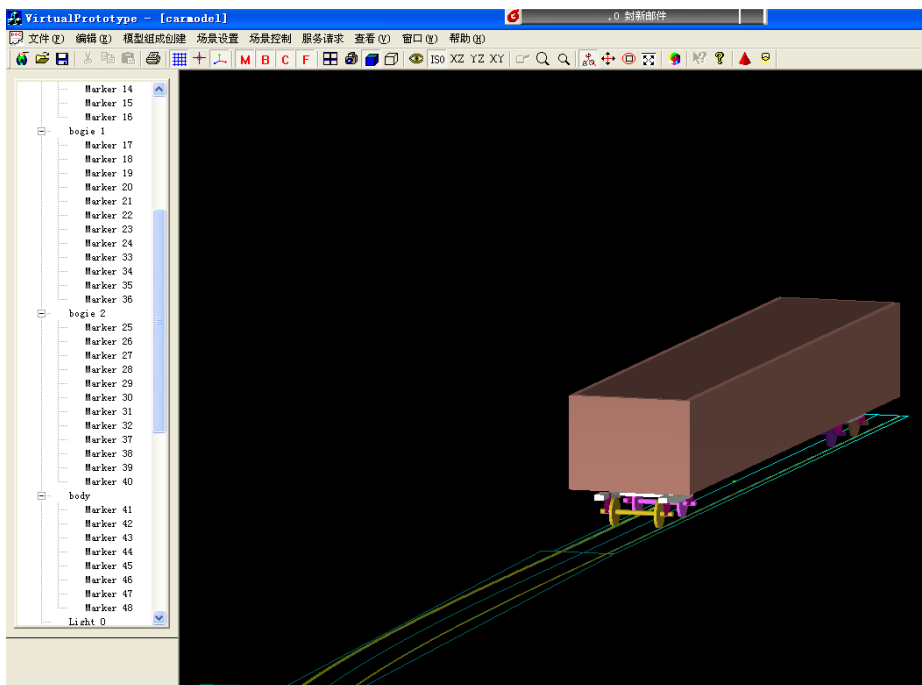 VirtualPrototype - [carmodel]
.0 封新邮件
文件(F) 编辑(E) 模型组成创建 场景设置 场景控制 服务请求 查看(V) 窗口(W) 帮助(H)
M B C F ISO XZ YZ XY
Marker 14
Marker 15
Marker 16
bogie 1
Marker 17
Marker 18
Marker 19
Marker 20
Marker 21
Marker 22
Marker 23
Marker 24
Marker 33
Marker 34
Marker 35
Marker 36
bogie 2
Marker 25
Marker 26
Marker 27
Marker 28
Marker 29
Marker 30
Marker 31
Marker 32
Marker 37
Marker 38
Marker 39
Marker 40
body
Marker 41
Marker 42
Marker 43
Marker 44
Marker 45
Marker 46
Marker 47
Marker 48
Light 0